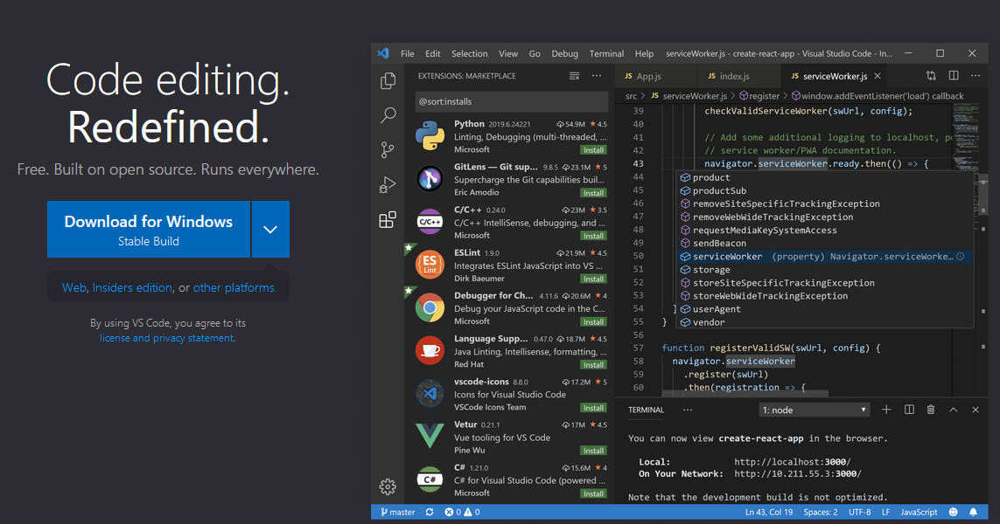 Code editing.
Redefined.
Free. Built on open source. Runs everywhere.
Download for Windows
Stable Build
Web, Insiders edition, or other platforms
By using VS Code, you agree to its
license and privacy statement.
File Edit Selection View Go Debug Terminal Help serviceWorker.js - create-react-app - Visual Studio Code - In...
EXTENSIONS: MARKETPLACE
@sort:installs
Python 2019.6.24221 54.9M ★ 4.5
Linting, Debugging (multi-threaded, ...
Microsoft Install
GitLens — Git sup... 9.8.5 23.1M ★ 5
Supercharge the Git capabilities buil...
Eric Amodio Install
C/C++
C/C++ 0.24.0 23M ★ 3.5
C/C++ IntelliSense, debugging, and ...
Microsoft Install
ES
Lint
ESLint 1.9.0 21.9M ★ 4.5
Integrates ESLint JavaScript into VS ...
Dirk Baeumer Install
Debugger for Ch... 4.11.6 20.6M ★ 4
Debug your JavaScript code in the C...
Microsoft Install
Language Supp... 0.47.0 18.7M ★ 4.5
Java Linting, Intellisense, formatting, ...
Red Hat Install
vscode-icons 8.8.0 17.2M ★ 5
Icons for Visual Studio Code
VSCode Icons Team Install
Vetur 0.21.1 17M ★ 4.5
Vue tooling for VS Code
Pine Wu Install
C#
C# 1.21.0 15.6M ★ 4
C# for Visual Studio Code (powered ...
Microsoft Install
JS App.js JS index.js JS serviceWorker.js
src > JS serviceWorker.js > register > window.addEventListener('load') callback
39 checkValidServiceWorker(swUrl, config);
40
41 // Add some additional logging to localhost, po
42 // service worker/PWA documentation.
43 navigator.serviceWorker.ready.then(() => {
44 product
45 productSub
46 removeSiteSpecificTrackingException
47 removeWebWideTrackingException
48 requestMediaKeySystemAccess
49 sendBeacon
50 serviceWorker (property) Navigator.serviceWorke...
51 storage
52 storeSiteSpecificTrackingException
53 storeWebWideTrackingException
54 } userAgent
55 } vendor
56
57 function registerValidSW(swUrl, config) {
58 navigator.serviceWorker
59 .register(swUrl)
60 .then(registration => {
TERMINAL ... 1: node
You can now view create-react-app in the browser.
Local: http://localhost:3000/
On Your Network: http://10.211.55.3:3000/
Note that the development build is not optimized.
master 0 0 Ln 43, Col 19 Spaces: 2 UTF-8 LF JavaScript